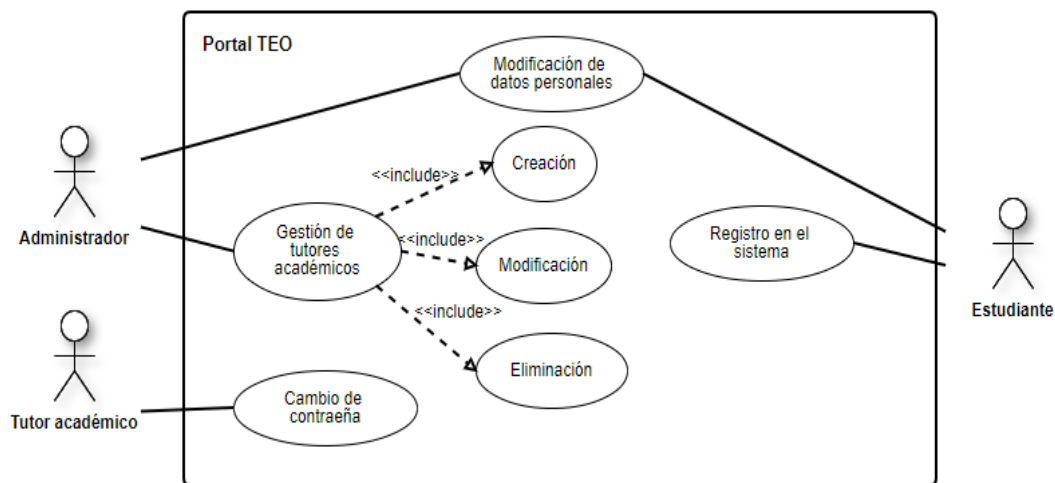 Portal TEO
Modificación de
datos personales
Creación
<<include>>
Administrador
Gestión de
tutores
académicos
<<include>>
Modificación
Registro en el
sistema
<<include>>
Estudiante
Eliminación
Tutor académico
Cambio de
contraeña